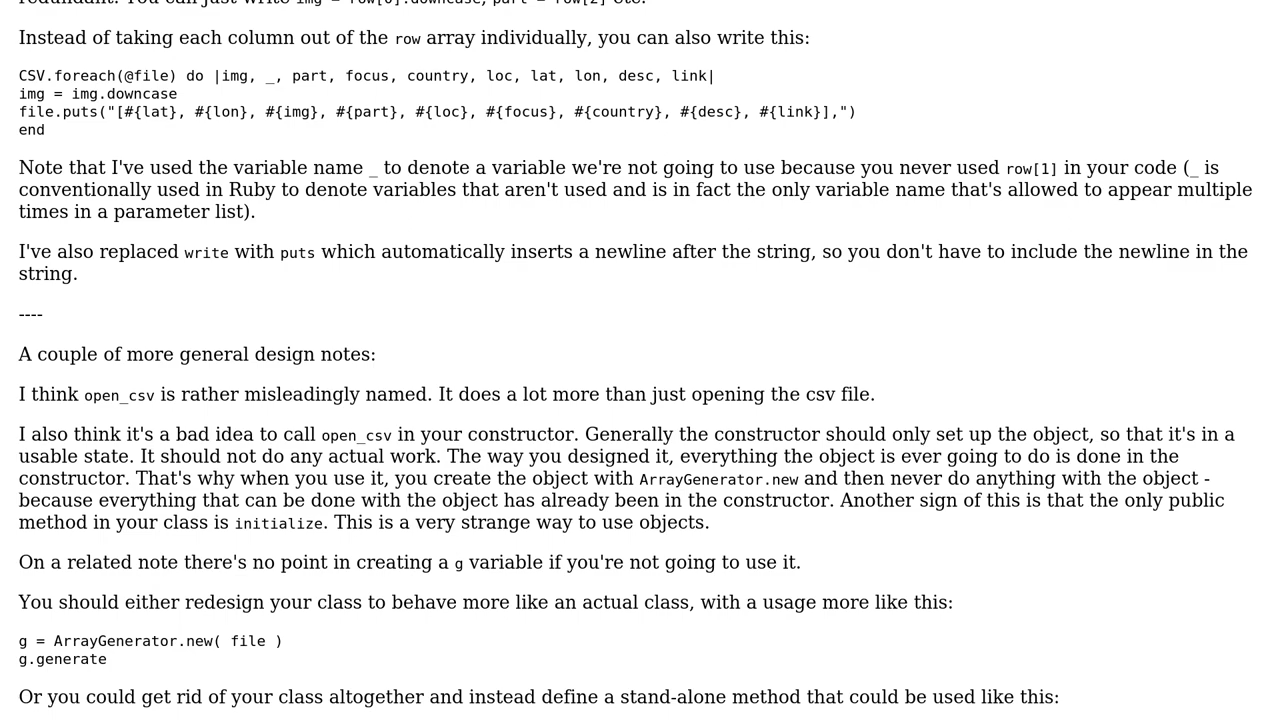 redundant. You can just write img = row[0].downcase, part = row[2] etc.
Instead of taking each column out of the row array individually, you can also write this:
CSV.foreach(@file) do |img, _, part, focus, country, loc, lat, lon, desc, link|
img = img.downcase
file.puts("[#{lat}, #{lon}, #{img}, #{part}, #{loc}, #{focus}, #{country}, #{desc}, #{link}],")
end
Note that I've used the variable name _ to denote a variable we're not going to use because you never used row[1] in your code (_ is
conventionally used in Ruby to denote variables that aren't used and is in fact the only variable name that's allowed to appear multiple
times in a parameter list).
I've also replaced write with puts which automatically inserts a newline after the string, so you don't have to include the newline in the
string.
----
A couple of more general design notes:
I think open_csv is rather misleadingly named. It does a lot more than just opening the csv file.
I also think it's a bad idea to call open_csv in your constructor. Generally the constructor should only set up the object, so that it's in a
usable state. It should not do any actual work. The way you designed it, everything the object is ever going to do is done in the
constructor. That's why when you use it, you create the object with ArrayGenerator.new and then never do anything with the object -
because everything that can be done with the object has already been in the constructor. Another sign of this is that the only public
method in your class is initialize. This is a very strange way to use objects.
On a related note there's no point in creating a g variable if you're not going to use it.
You should either redesign your class to behave more like an actual class, with a usage more like this:
g = ArrayGenerator.new( file )
g.generate
Or you could get rid of your class altogether and instead define a stand-alone method that could be used like this: